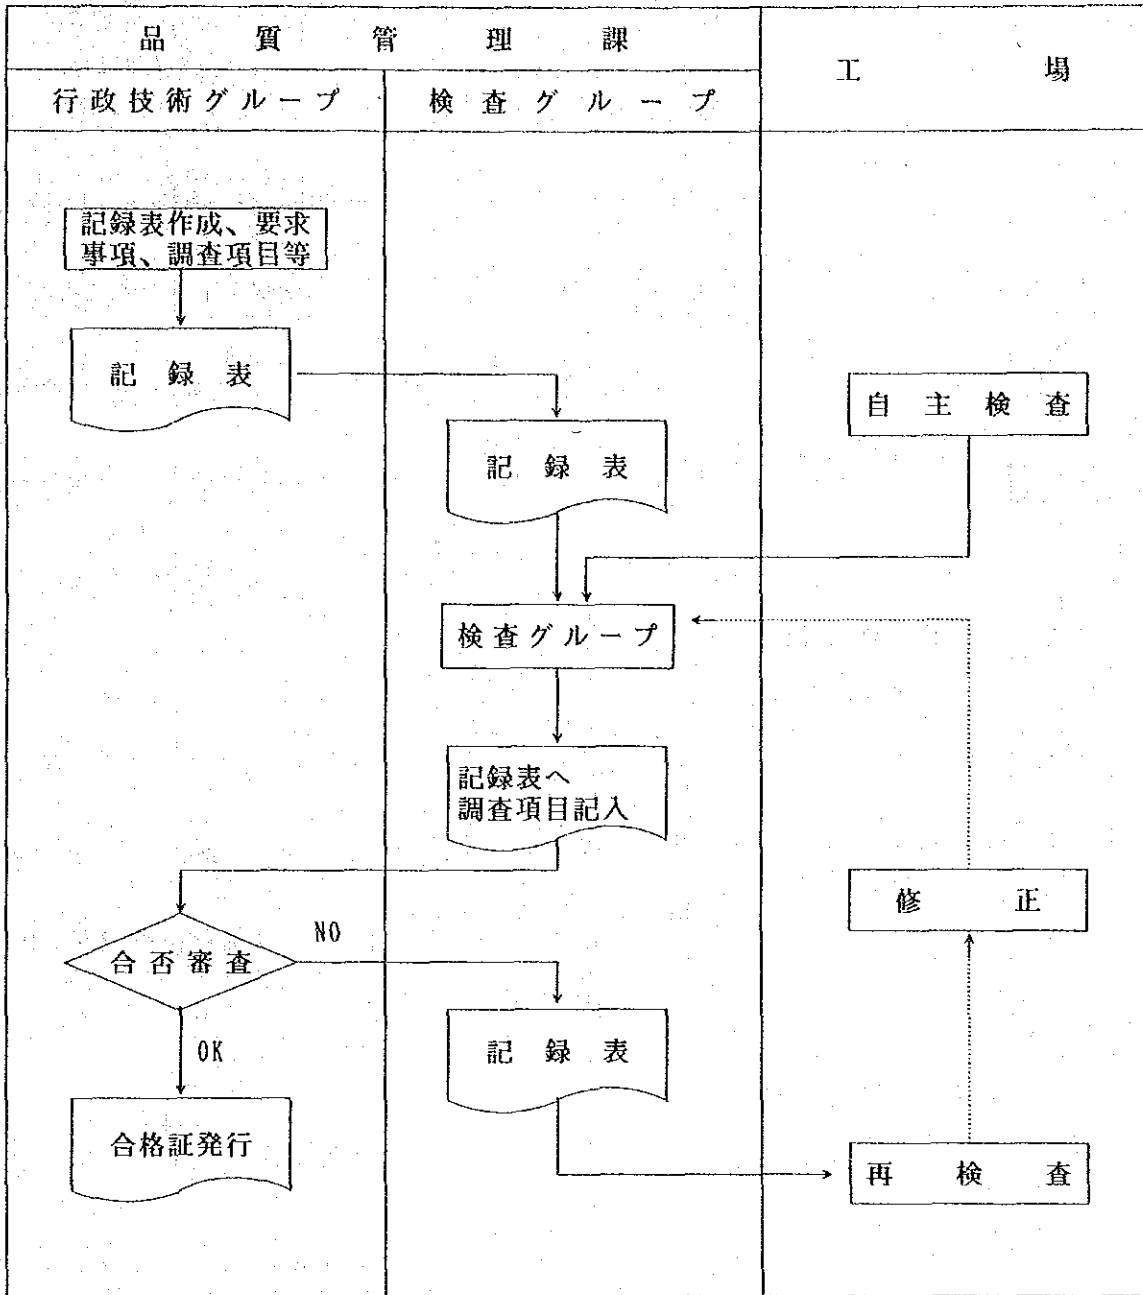 品質管理課
工場
行政技術グループ
検査グループ
記録表作成、要求
事項、調査項目等
記録表
自主検査
記録表
検査グループ
記録表へ
調査項目記入
修正
NO
合否審査
記録表
OK
合格証発行
再検査